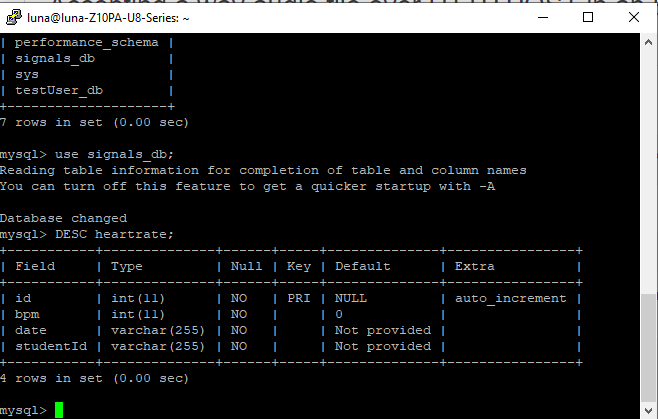 luna@luna-Z10PA-U8-Series: ~
| performance_schema |
| signals_db         |
| sys                |
| testUser_db        |
+--------------------+
7 rows in set (0.00 sec)

mysql> use signals_db;
Reading table information for completion of table and column names
You can turn off this feature to get a quicker startup with -A

Database changed
mysql> DESC heartrate;
+-----------+--------------+------+-----+--------------+----------------+
| Field     | Type         | Null | Key | Default      | Extra          |
+-----------+--------------+------+-----+--------------+----------------+
| id        | int(11)      | NO   | PRI | NULL         | auto_increment |
| bpm       | int(11)      | NO   |     | 0            |                |
| date      | varchar(255) | NO   |     | Not provided |                |
| studentId | varchar(255) | NO   |     | Not provided |                |
+-----------+--------------+------+-----+--------------+----------------+
4 rows in set (0.00 sec)

mysql>